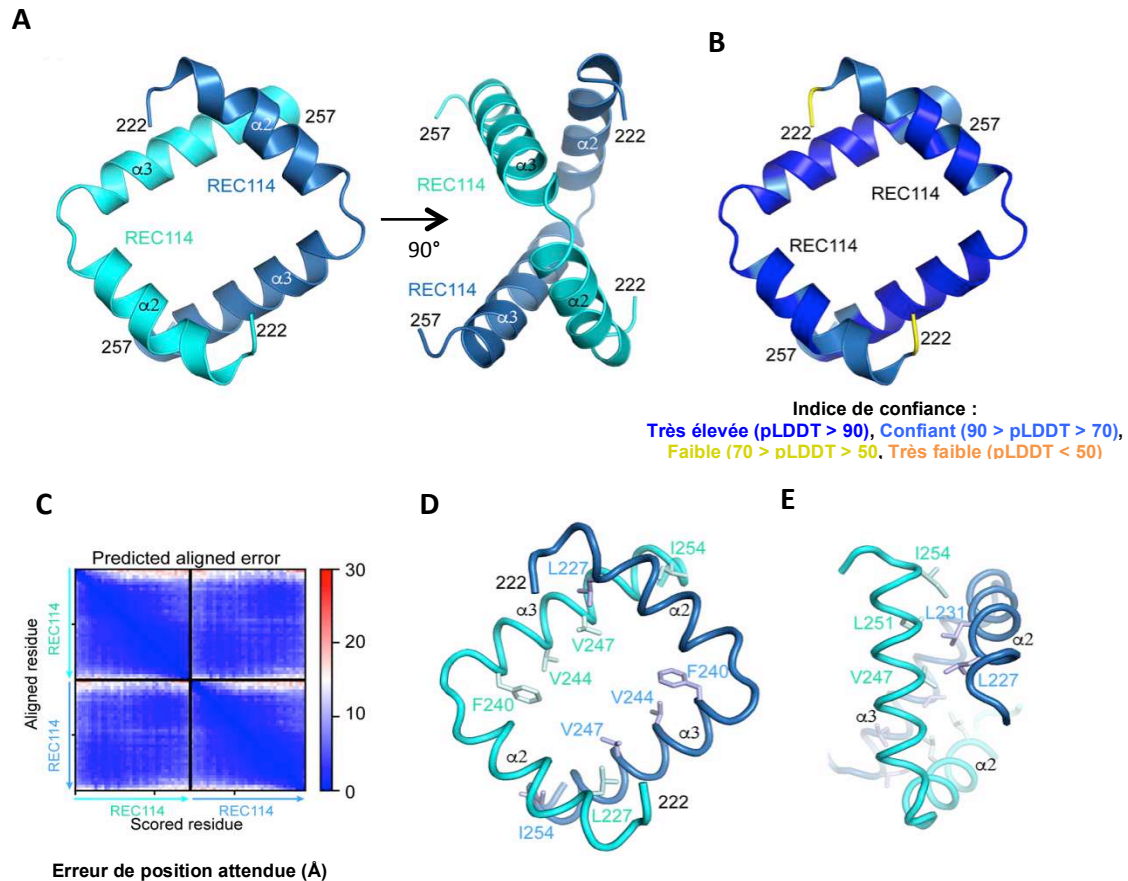 A
222
257
α2
α3
REC114
REC114
α2
α3
222
257
90°
257
222
α2
α3
REC114
REC114
α3
α2
222
257
B
222
257
REC114
REC114
257
222
Indice de confiance :
Très élevée (pLDDT > 90), Confiant (90 > pLDDT > 70),
Faible (70 > pLDDT > 50, Très faible (pLDDT < 50)
C
Predicted aligned error
30
20
10
0
Aligned residue
REC114
REC114
REC114
REC114
Scored residue
Erreur de position attendue (Å)
D
I254
L227
222
α3
α2
V247
V244
F240
F240
V244
V247
α3
α2
222
L227
I254
E
I254
L231
L251
α2
V247
L227
α3
α2